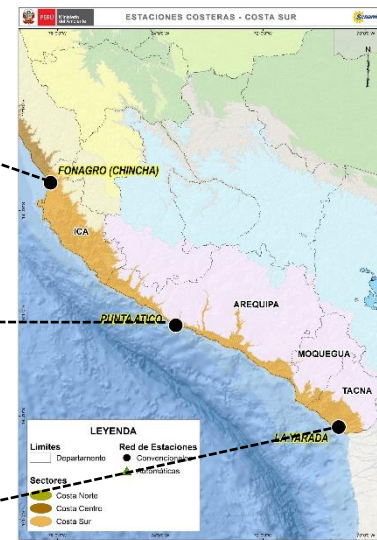 PERÚ Ministerio del Ambiente
ESTACIONES COSTERAS - COSTA SUR
FONAGRO (CHINCHA)
ICA
PUNTA ATICO
AREQUIPA
MOQUEGUA
TACNA
LA YARADA
LEYENDA
Limites
Departamento
Red de Estaciones
Convencionales
Automáticas
Sectores
Costa Norte
Costa Centro
Costa Sur